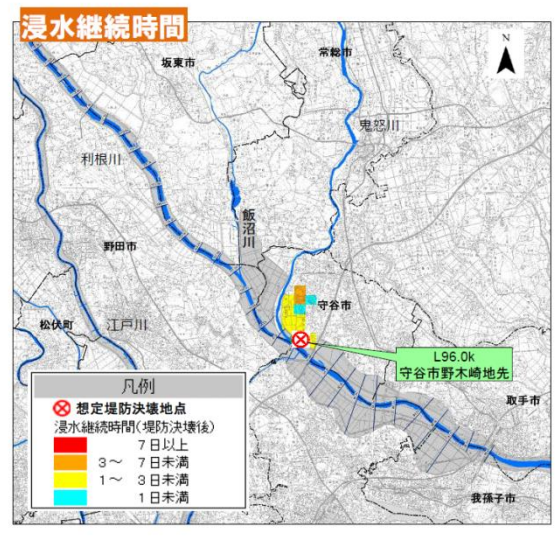 浸水継続時間
N
坂東市
常総市
鬼怒川
利根川
飯沼川
野田市
守谷市
松伏町
江戸川
L96.0k
守谷市野木崎地先
取手市
我孫子市
凡例
想定堤防決壊地点
浸水継続時間(堤防決壊後)
7日以上
3～ 7日未満
1～ 3日未満
1日未満